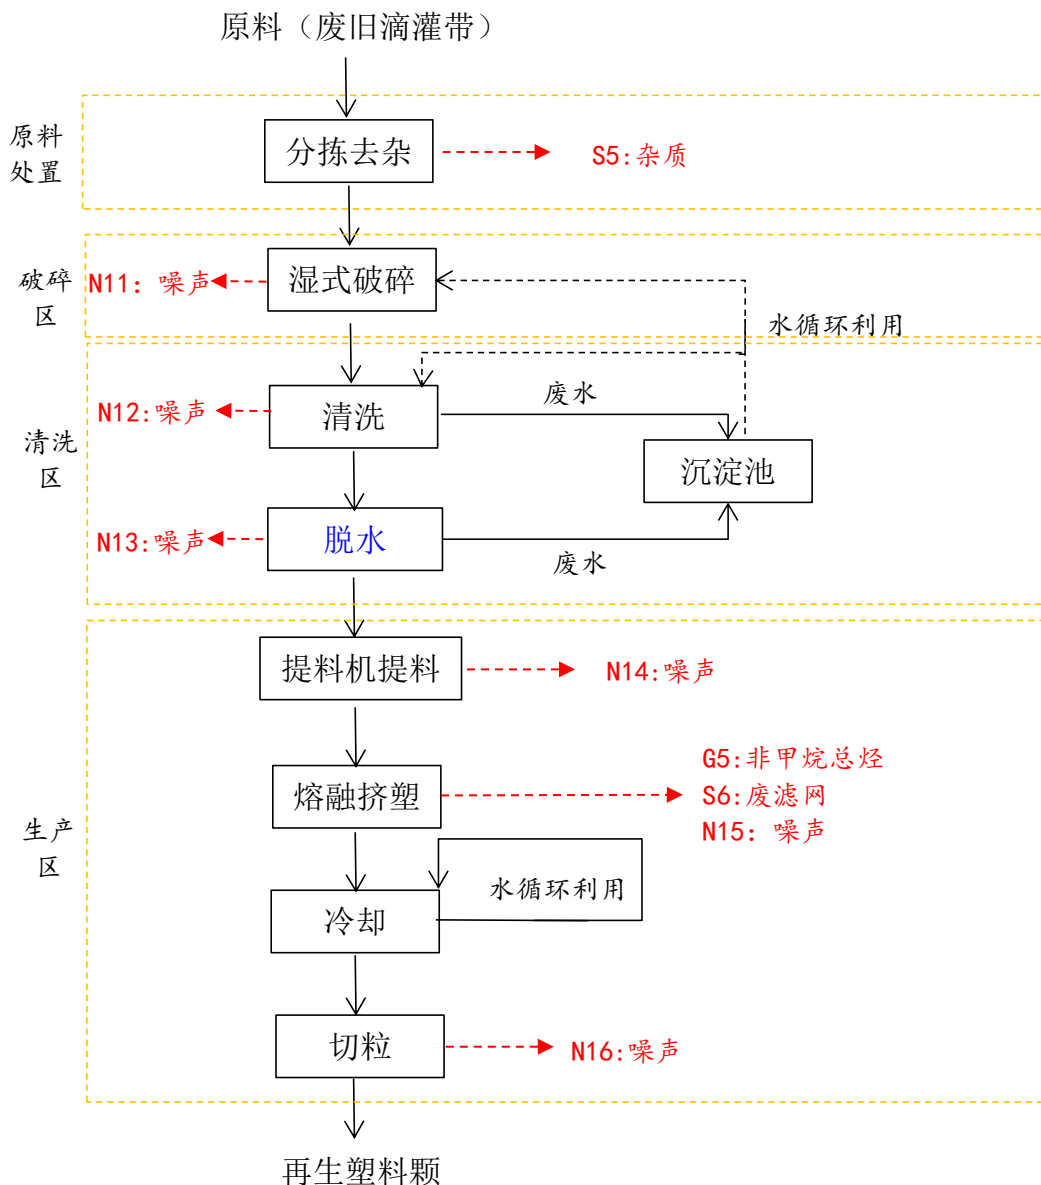 原料（废旧滴灌带）
原料
处置
分拣去杂
S5:杂质
破碎
区
N11：噪声
湿式破碎
水循环利用
清洗
区
N12:噪声
清洗
废水
沉淀池
N13:噪声
脱水
废水
提料机提料
N14:噪声
生产
区
熔融挤塑
G5:非甲烷总烃
S6:废滤网
N15：噪声
水循环利用
冷却
切粒
N16:噪声
再生塑料颗